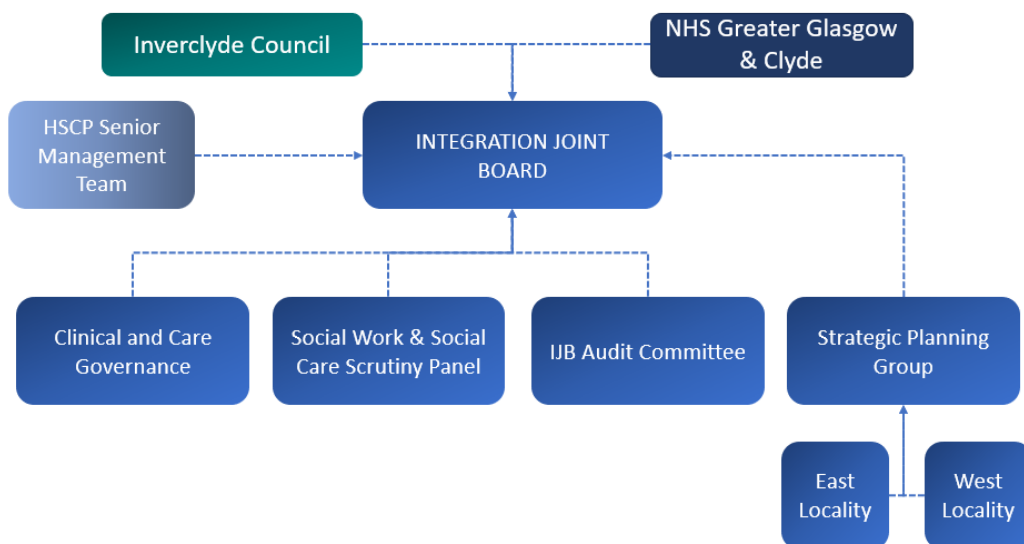 Inverclyde Council
NHS Greater Glasgow
& Clyde
HSCP Senior
Management
Team
INTEGRATION JOINT
BOARD
Clinical and Care
Governance
Social Work & Social
Care Scrutiny Panel
IJB Audit Committee
Strategic Planning
Group
East
Locality
West
Locality